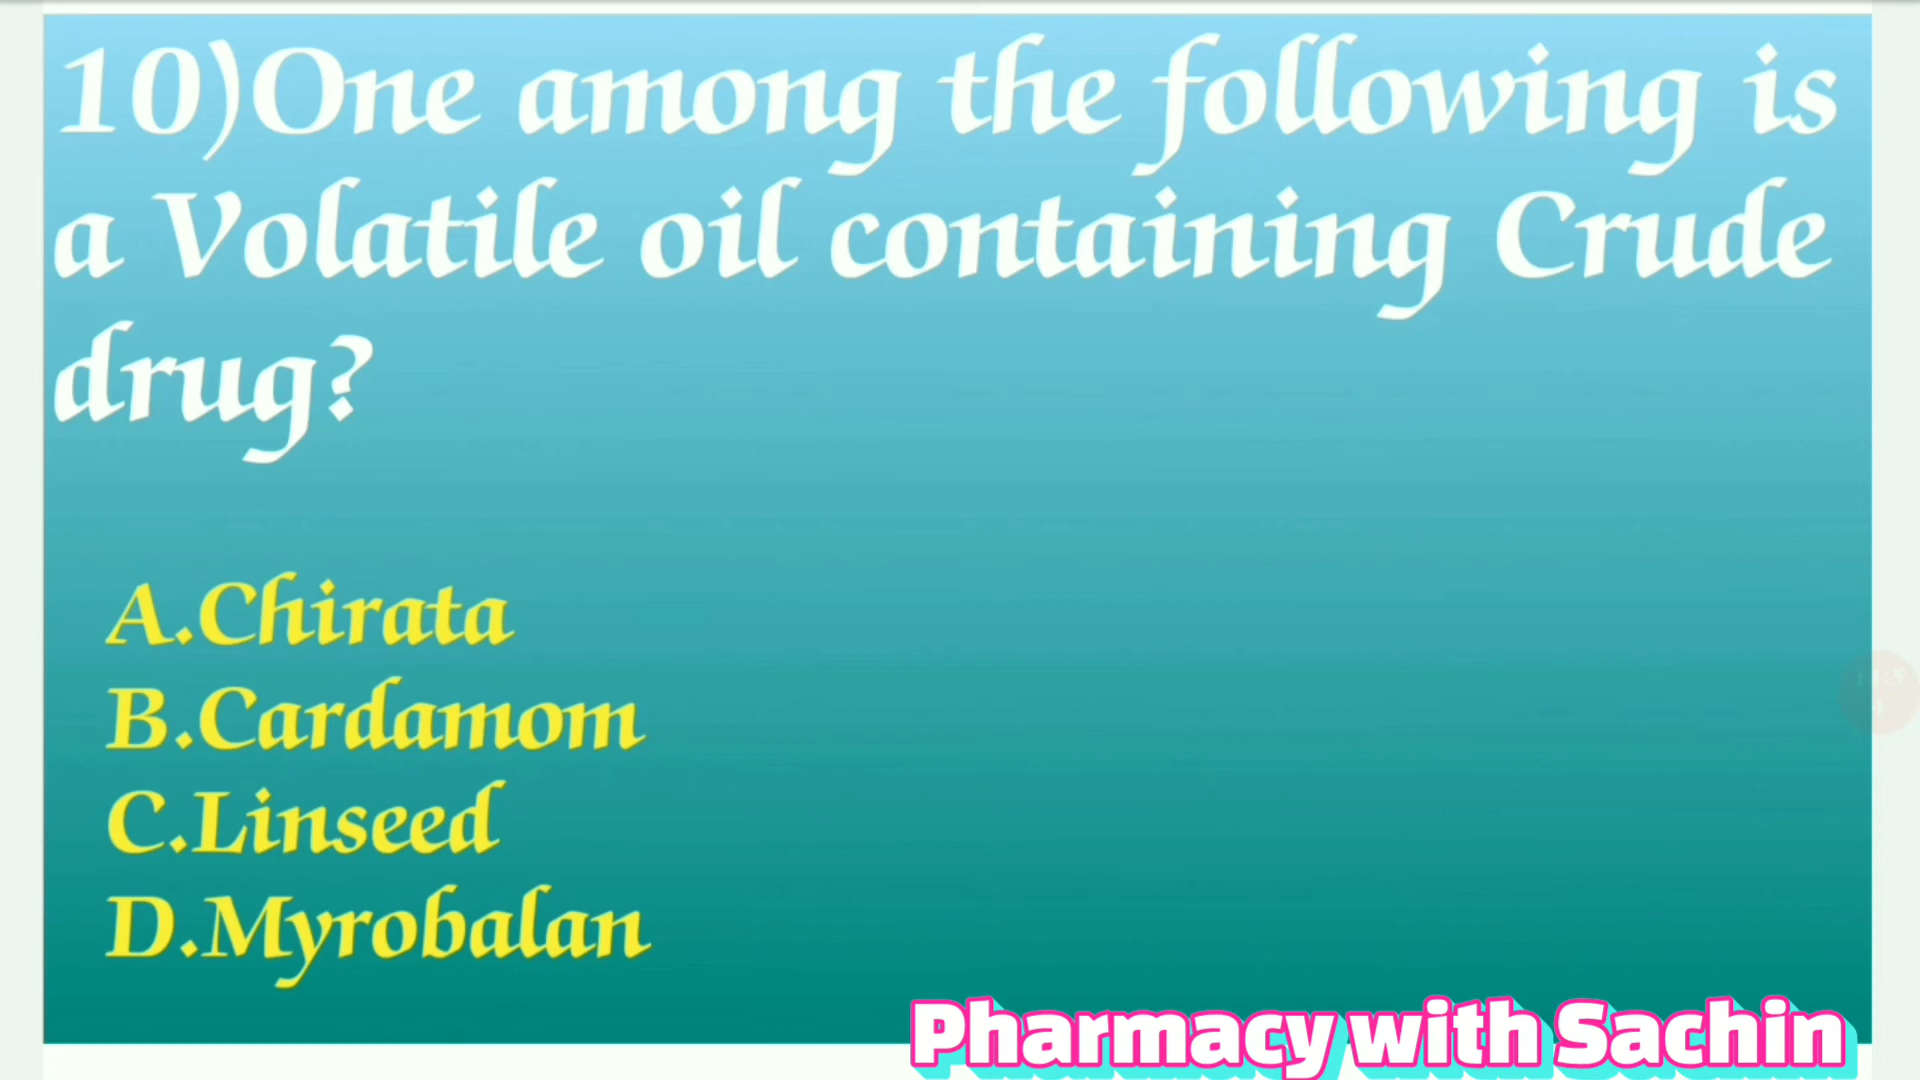 10)One among the following is
a Volatile oil containing Crude
drug?
A.Chirata
B.Cardamom
C.Linseed
D.Myrobalan
Pharmacy with Sachin